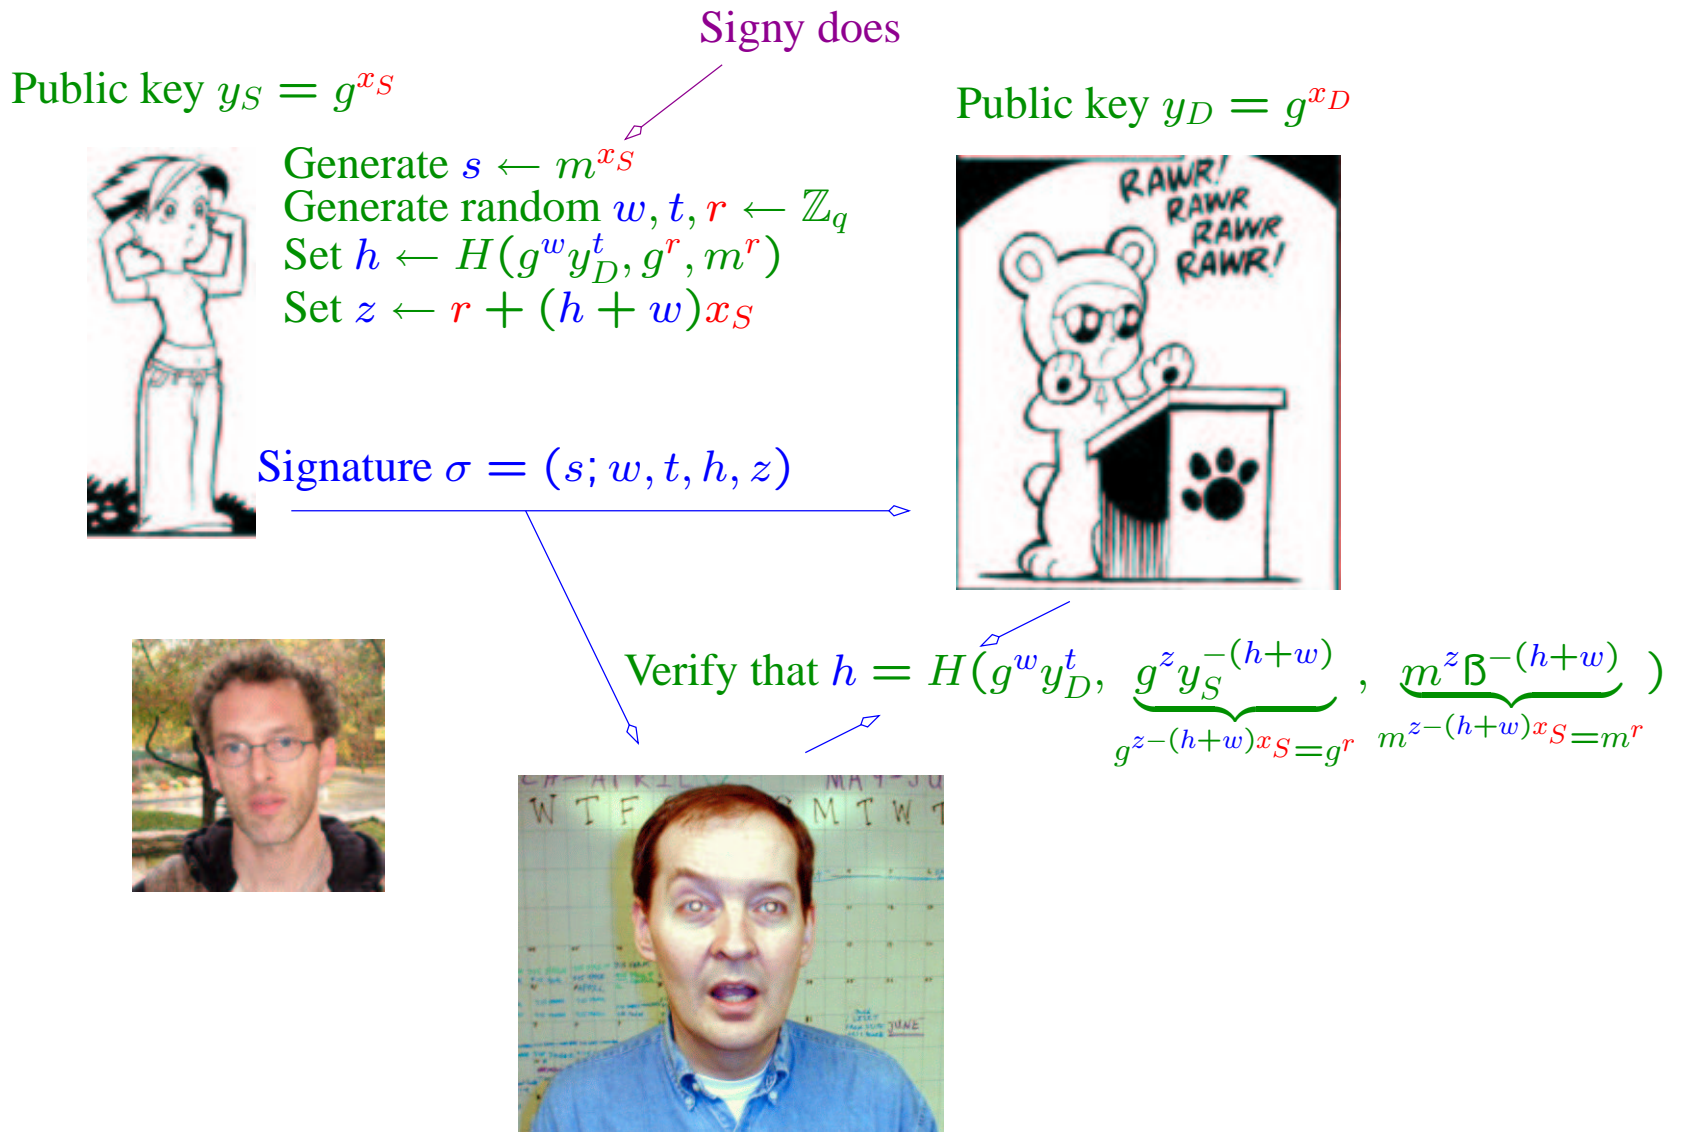 Signy does
Public key y_S = g^{x_S}
Public key y_D = g^{x_D}
Generate s ← m^{x_S}
Generate random w, t, r ← ℤ_q
Set h ← H(g^w y_D^t, g^r, m^r)
Set z ← r + (h + w)x_S
RAWR!
RAWR
RAWR
RAWR!
Signature σ = (s; w, t, h, z)
Verify that h = H(g^w y_D^t, g^z y_S^{-(h+w)}, m^z ß^{-(h+w)})
g^{z-(h+w)x_S}=g^r
m^{z-(h+w)x_S}=m^r
W T F
M T W T
JUNE